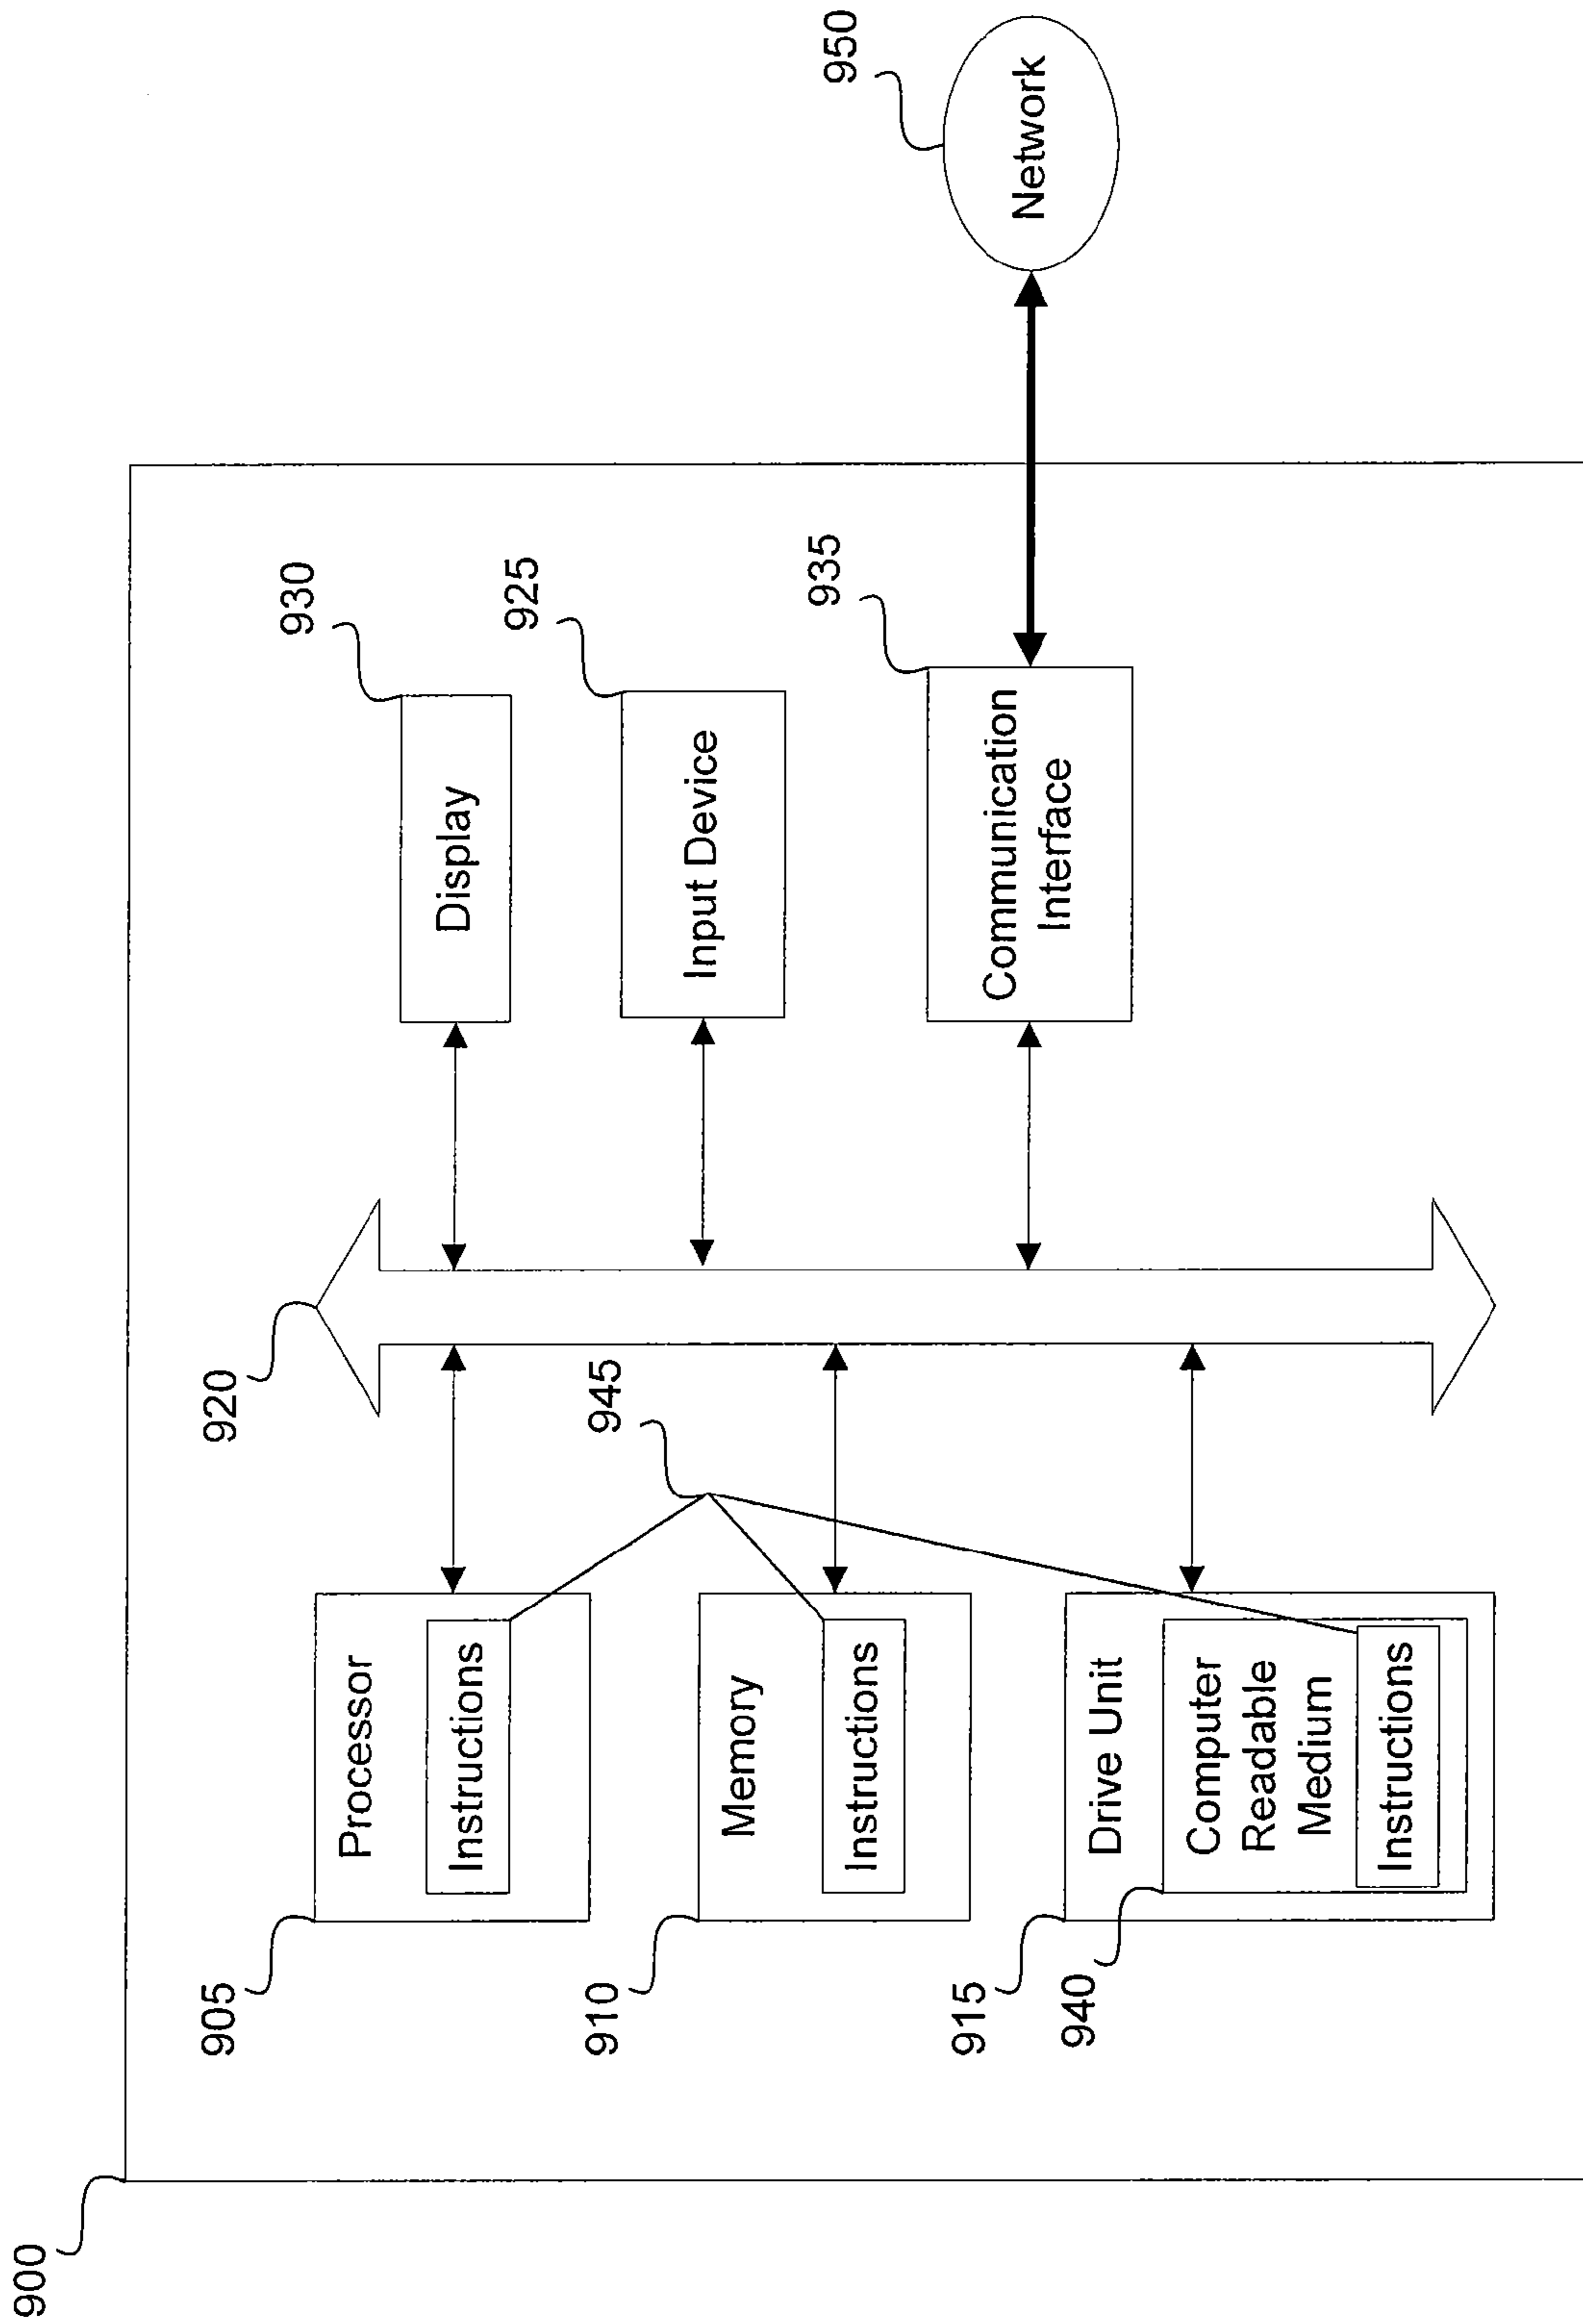 900
905
Processor
Instructions
910
Memory
Instructions
915
Drive Unit
940
Computer
Readable
Medium
Instructions
920
945
930
Display
925
Input Device
935
Communication
Interface
950
Network